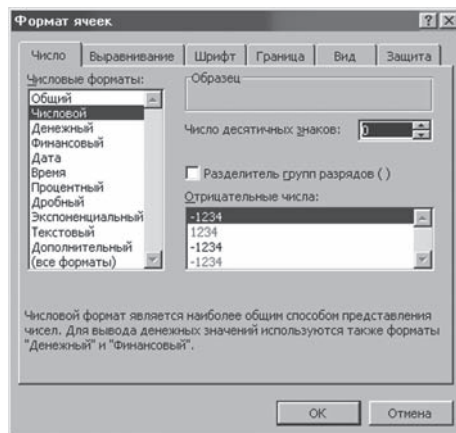 Формат ячеек
Число Выравнивание Шрифт Граница Вид Защита
Числовые форматы:
Общий
Числовой
Денежный
Финансовый
Дата
Время
Процентный
Дробный
Экспоненциальный
Текстовый
Дополнительный
(все форматы)
Образец
Число десятичных знаков: 0
Разделитель групп разрядов ( )
Отрицательные числа:
-1234
1234
-1234
-1234
Числовой формат является наиболее общим способом представления
чисел. Для вывода денежных значений используются также форматы
"Денежный" и "Финансовый".
ОК Отмена